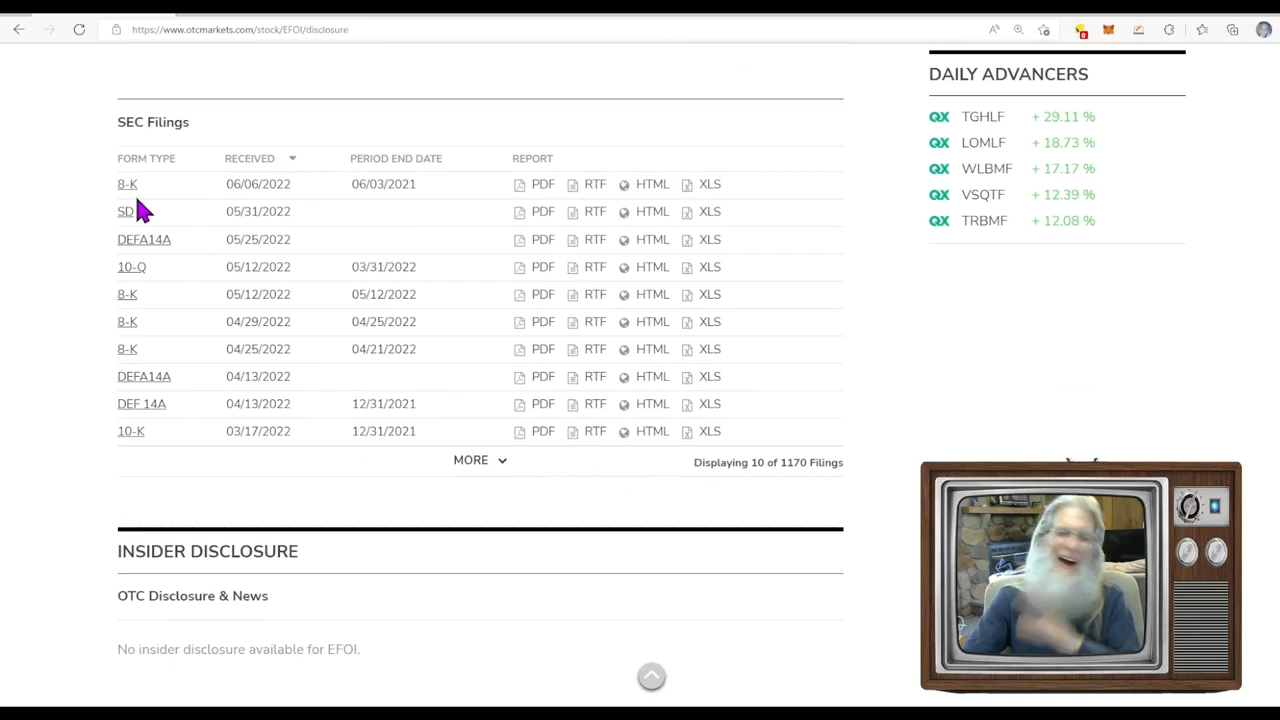 https://www.otcmarkets.com/stock/EFOI/disclosure
SEC Filings
FORM TYPE RECEIVED PERIOD END DATE REPORT
8-K 06/06/2022 06/03/2021 PDF RTF HTML XLS
SD 05/31/2022 PDF RTF HTML XLS
DEFA14A 05/25/2022 PDF RTF HTML XLS
10-Q 05/12/2022 03/31/2022 PDF RTF HTML XLS
8-K 05/12/2022 05/12/2022 PDF RTF HTML XLS
8-K 04/29/2022 04/25/2022 PDF RTF HTML XLS
8-K 04/25/2022 04/21/2022 PDF RTF HTML XLS
DEFA14A 04/13/2022 PDF RTF HTML XLS
DEF 14A 04/13/2022 12/31/2021 PDF RTF HTML XLS
10-K 03/17/2022 12/31/2021 PDF RTF HTML XLS
MORE
Displaying 10 of 1170 Filings
INSIDER DISCLOSURE
OTC Disclosure & News
No insider disclosure available for EFOI.
DAILY ADVANCERS
QX TGHLF + 29.11 %
QX LOMLF + 18.73 %
QX WLBMF + 17.17 %
QX VSQTF + 12.39 %
QX TRBMF + 12.08 %